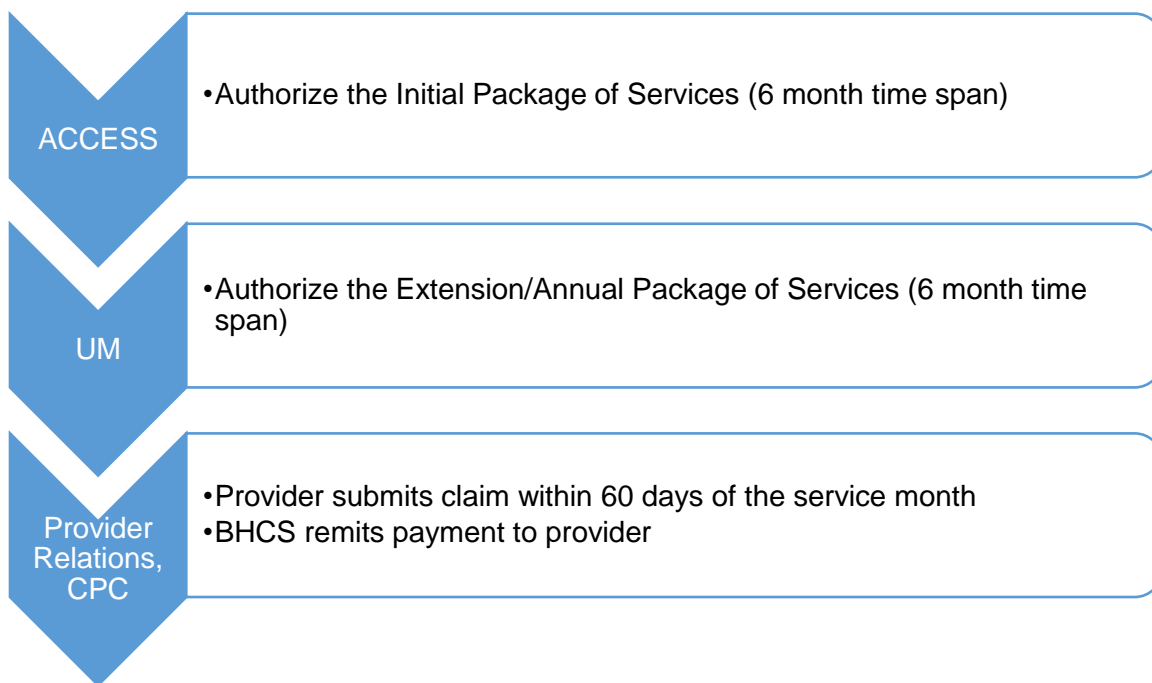 ACCESS
•Authorize the Initial Package of Services (6 month time span)
UM
•Authorize the Extension/Annual Package of Services (6 month time
span)
Provider
Relations,
CPC
•Provider submits claim within 60 days of the service month
•BHCS remits payment to provider